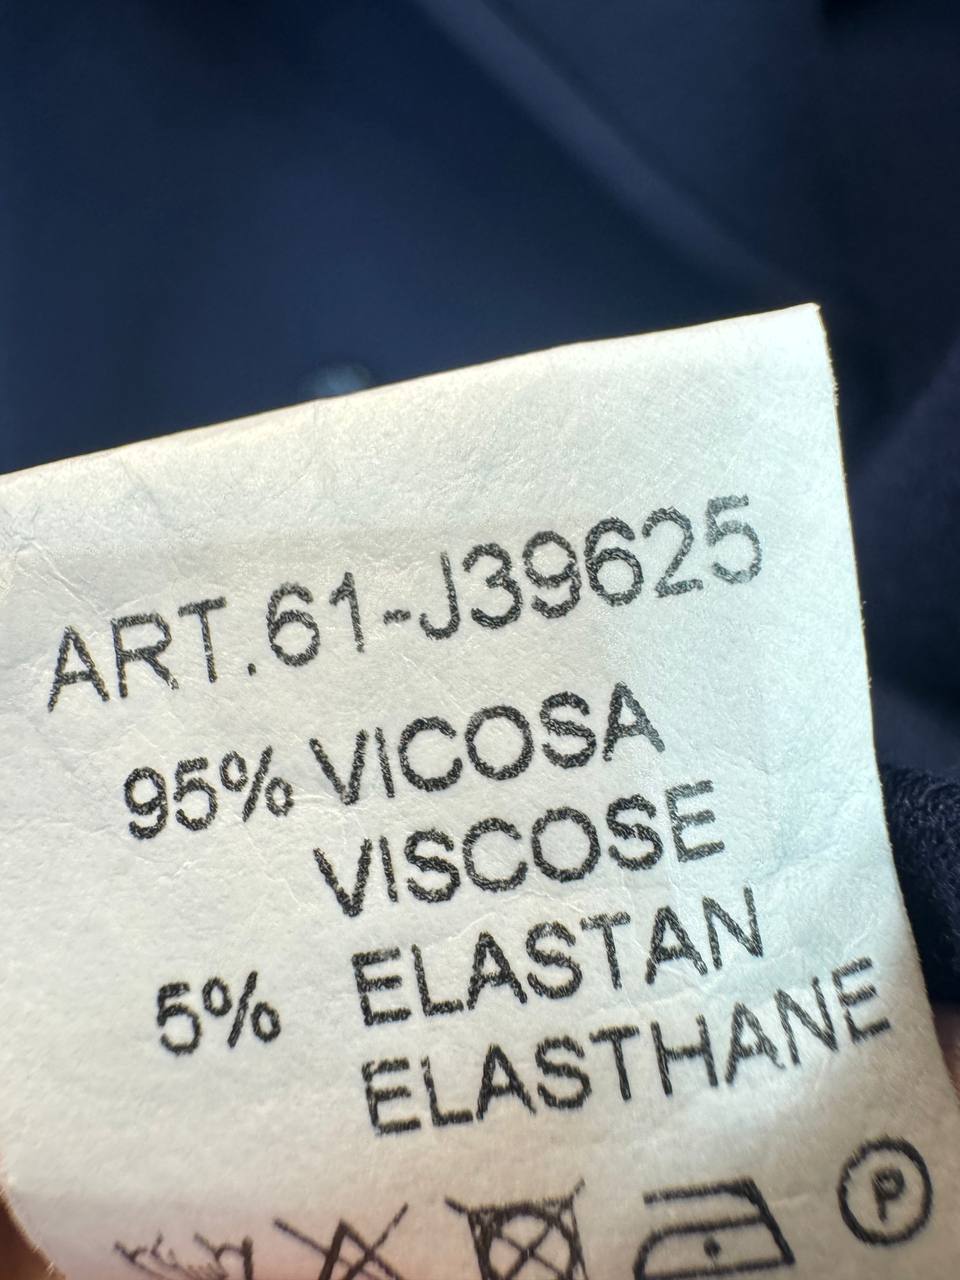 ART.61-J39625
95% VICOSA
VISCOSE
5% ELASTAN
ELASTHANE
P